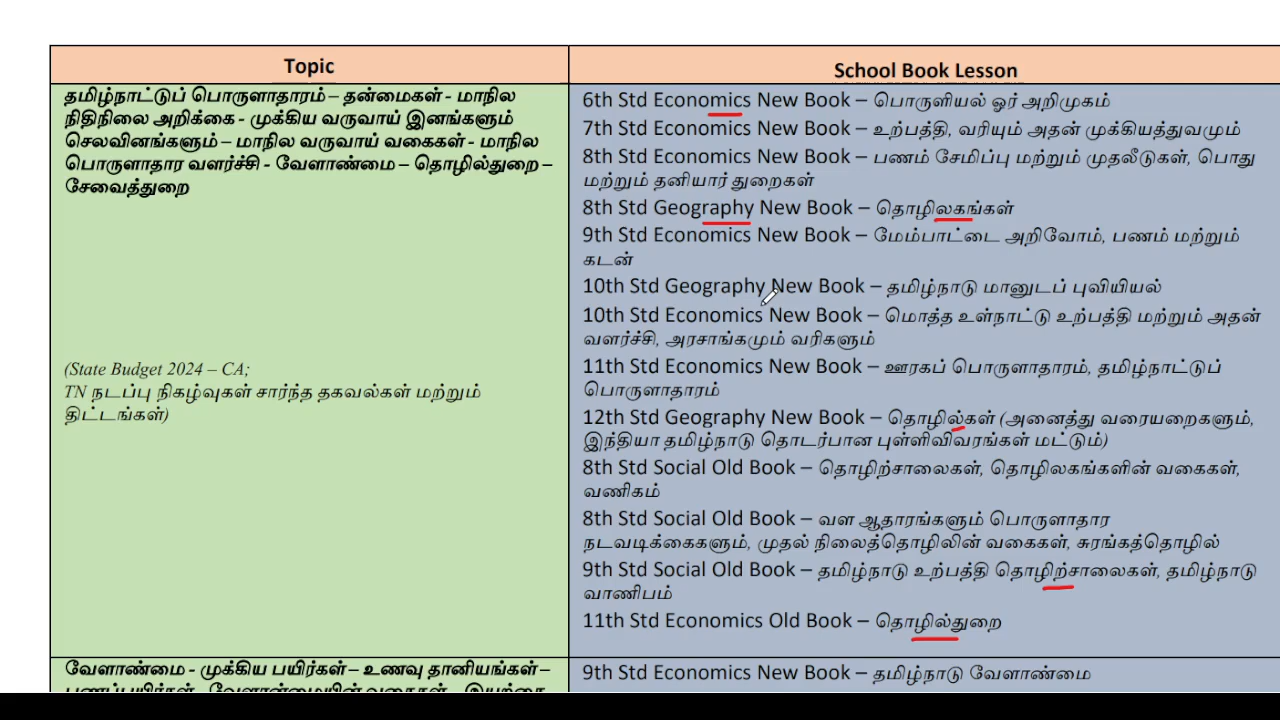 Topic
School Book Lesson
தமிழ்நாட்டுப் பொருளாதாரம் – தன்மைகள் - மாநில
நிதிநிலை அறிக்கை - முக்கிய வருவாய் இனங்களும்
செலவினங்களும் – மாநில வருவாய் வகைகள் - மாநில
பொருளாதார வளர்ச்சி - வேளாண்மை – தொழில்துறை –
சேவைத்துறை
(State Budget 2024 – CA;
TN நடப்பு நிகழ்வுகள் சார்ந்த தகவல்கள் மற்றும்
திட்டங்கள்)
6th Std Economics New Book – பொருளியல் ஓர் அறிமுகம்
7th Std Economics New Book – உற்பத்தி, வரியும் அதன் முக்கியத்துவமும்
8th Std Economics New Book – பணம் சேமிப்பு மற்றும் முதலீடுகள், பொது
மற்றும் தனியார் துறைகள்
8th Std Geography New Book – தொழிலகங்கள்
9th Std Economics New Book – மேம்பாட்டை அறிவோம், பணம் மற்றும்
கடன்
10th Std Geography New Book – தமிழ்நாடு மானுடப் புவியியல்
10th Std Economics New Book – மொத்த உள்நாட்டு உற்பத்தி மற்றும் அதன்
வளர்ச்சி, அரசாங்கமும் வரிகளும்
11th Std Economics New Book – ஊரகப் பொருளாதாரம், தமிழ்நாட்டுப்
பொருளாதாரம்
12th Std Geography New Book – தொழில்கள் (அனைத்து வரையறைகளும்,
இந்தியா தமிழ்நாடு தொடர்பான புள்ளிவிவரங்கள் மட்டும்)
8th Std Social Old Book – தொழிற்சாலைகள், தொழிலகங்களின் வகைகள்,
வணிகம்
8th Std Social Old Book – வள ஆதாரங்களும் பொருளாதார
நடவடிக்கைகளும், முதல் நிலைத்தொழிலின் வகைகள், சுரங்கத்தொழில்
9th Std Social Old Book – தமிழ்நாடு உற்பத்தி தொழிற்சாலைகள், தமிழ்நாடு
வாணிபம்
11th Std Economics Old Book – தொழில்துறை
வேளாண்மை - முக்கிய பயிர்கள் – உணவு தானியங்கள் –
பணப்பயிர்கள் - வேளாண்மையின் வகைகள் – இயற்கை
9th Std Economics New Book – தமிழ்நாடு வேளாண்மை